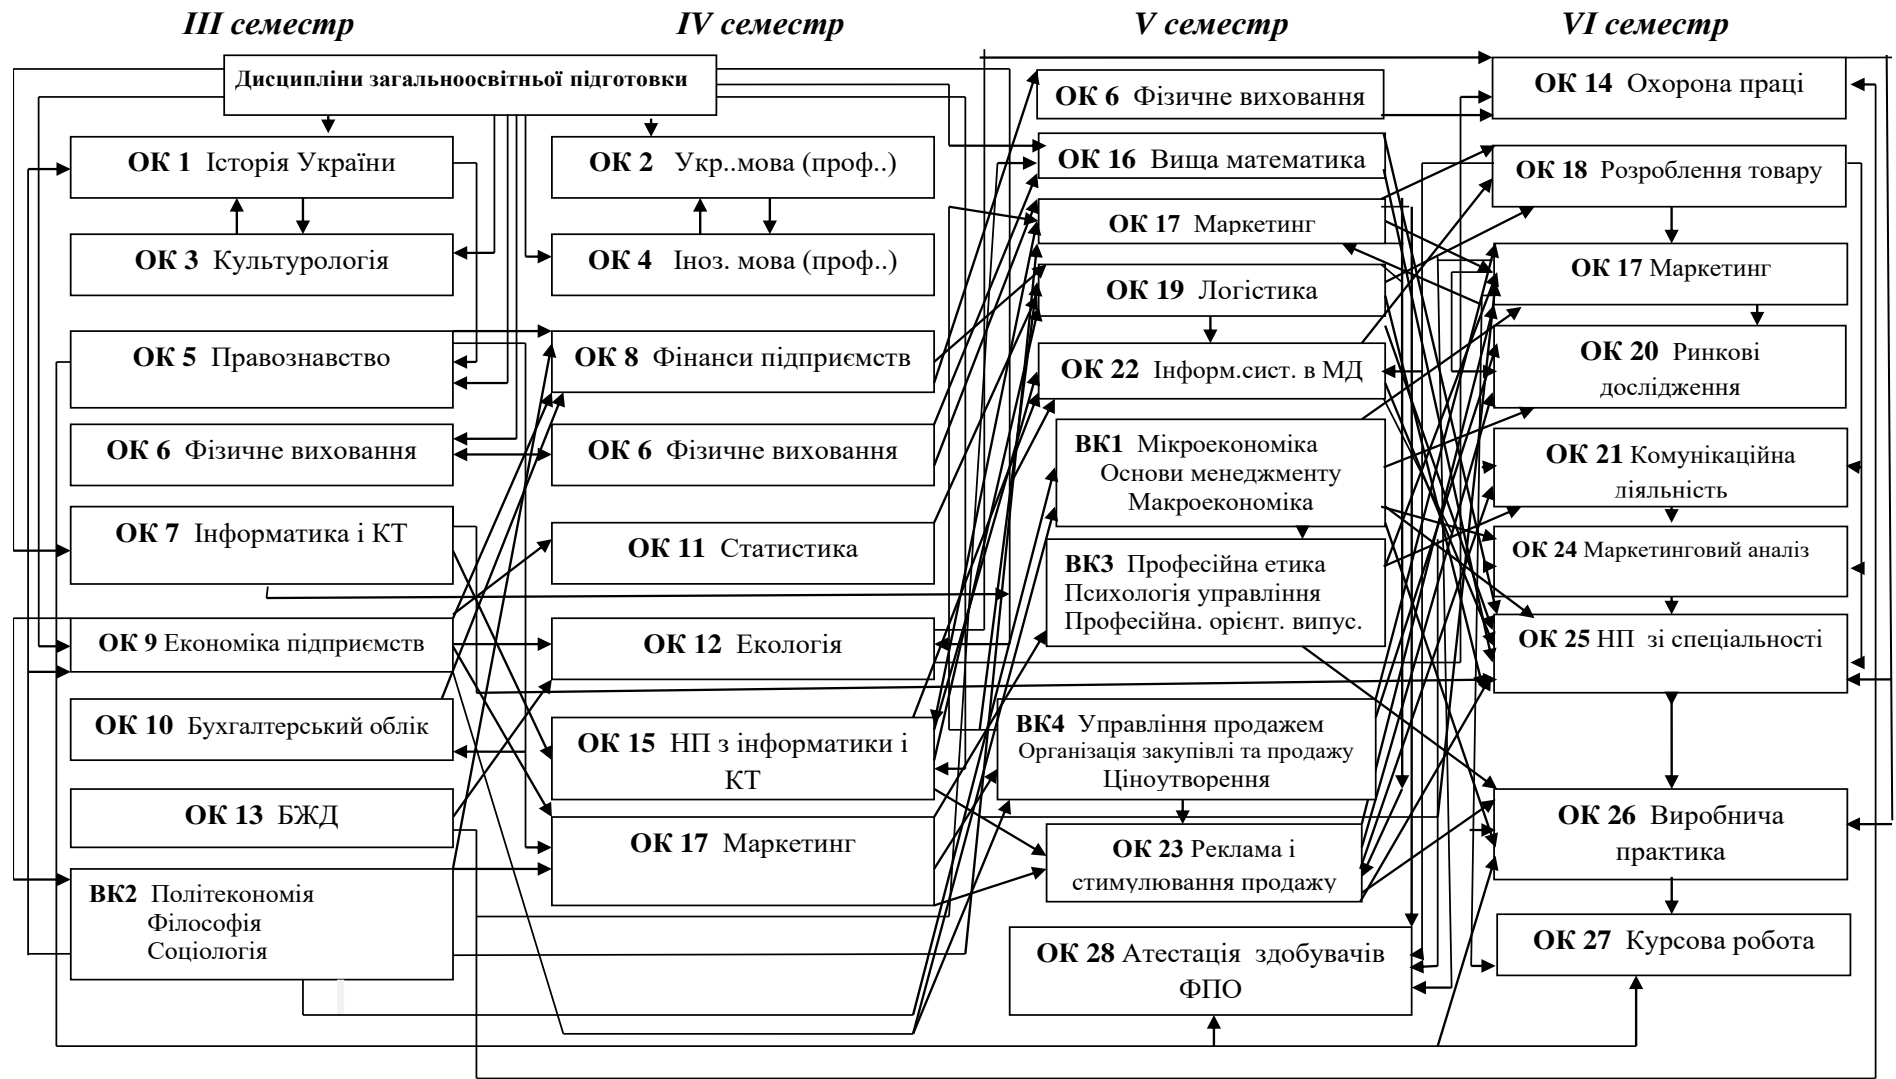 III семестр
IV семестр
V семестр
VI семестр
Дисципліни загальноосвітньої підготовки
ОК 1 Історія України
ОК 3 Культурологія
ОК 5 Правознавство
ОК 6 Фізичне виховання
ОК 7 Інформатика і КТ
ОК 9 Економіка підприємств
ОК 10 Бухгалтерський облік
ОК 13 БЖД
ВК2 Політекономія
Філософія
Соціологія
ОК 2 Укр..мова (проф..)
ОК 4 Іноз. мова (проф..)
ОК 8 Фінанси підприємств
ОК 6 Фізичне виховання
ОК 11 Статистика
ОК 12 Екологія
ОК 15 НП з інформатики і
КТ
ОК 17 Маркетинг
ОК 6 Фізичне виховання
ОК 16 Вища математика
ОК 17 Маркетинг
ОК 19 Логістика
ОК 22 Інформ.сист. в МД
ВК1 Мікроекономіка
Основи менеджменту
Макроекономіка
ВК3 Професійна етика
Психологія управління
Професійна. орієнт. випус.
ВК4 Управління продажем
Організація закупівлі та продажу
Ціноутворення
ОК 23 Реклама і
стимулювання продажу
ОК 28 Атестація здобувачів
ФПО
ОК 14 Охорона праці
ОК 18 Розроблення товару
ОК 17 Маркетинг
ОК 20 Ринкові
дослідження
ОК 21 Комунікаційна
діяльність
ОК 24 Маркетинговий аналіз
ОК 25 НП зі спеціальності
ОК 26 Виробнича
практика
ОК 27 Курсова робота